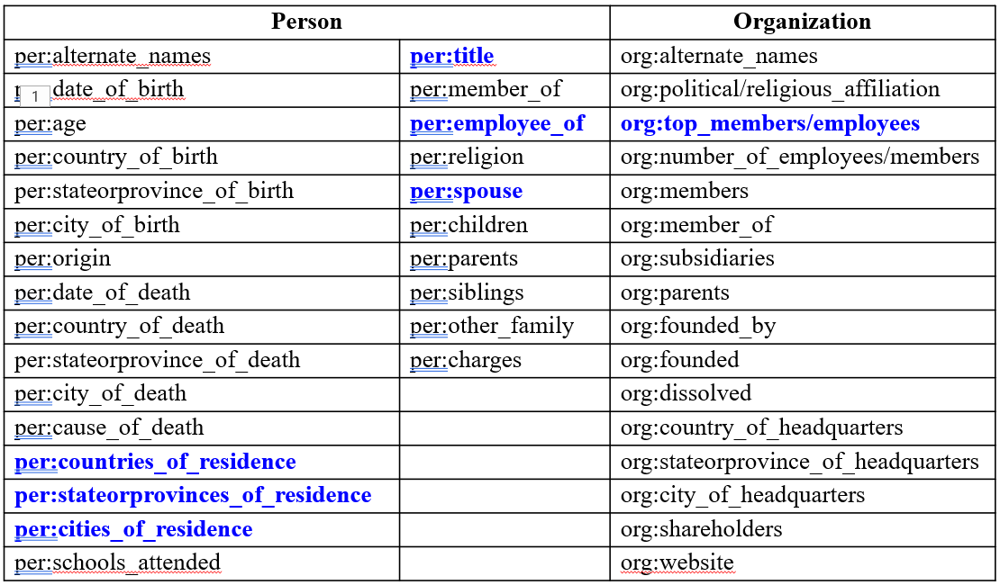 Person Organization
per:alternate_names per:title org:alternate_names
1 date_of_birth per:member_of org:political/religious_affiliation
per:age per:employee_of org:top_members/employees
per:country_of_birth per:religion org:number_of_employees/members
per:stateorprovince_of_birth per:spouse org:members
per:city_of_birth per:children org:member_of
per:origin per:parents org:subsidiaries
per:date_of_death per:siblings org:parents
per:country_of_death per:other_family org:founded_by
per:stateorprovince_of_death per:charges org:founded
per:city_of_death org:dissolved
per:cause_of_death org:country_of_headquarters
per:countries_of_residence org:stateorprovince_of_headquarters
per:stateorprovinces_of_residence org:city_of_headquarters
per:cities_of_residence org:shareholders
per:schools_attended org:website